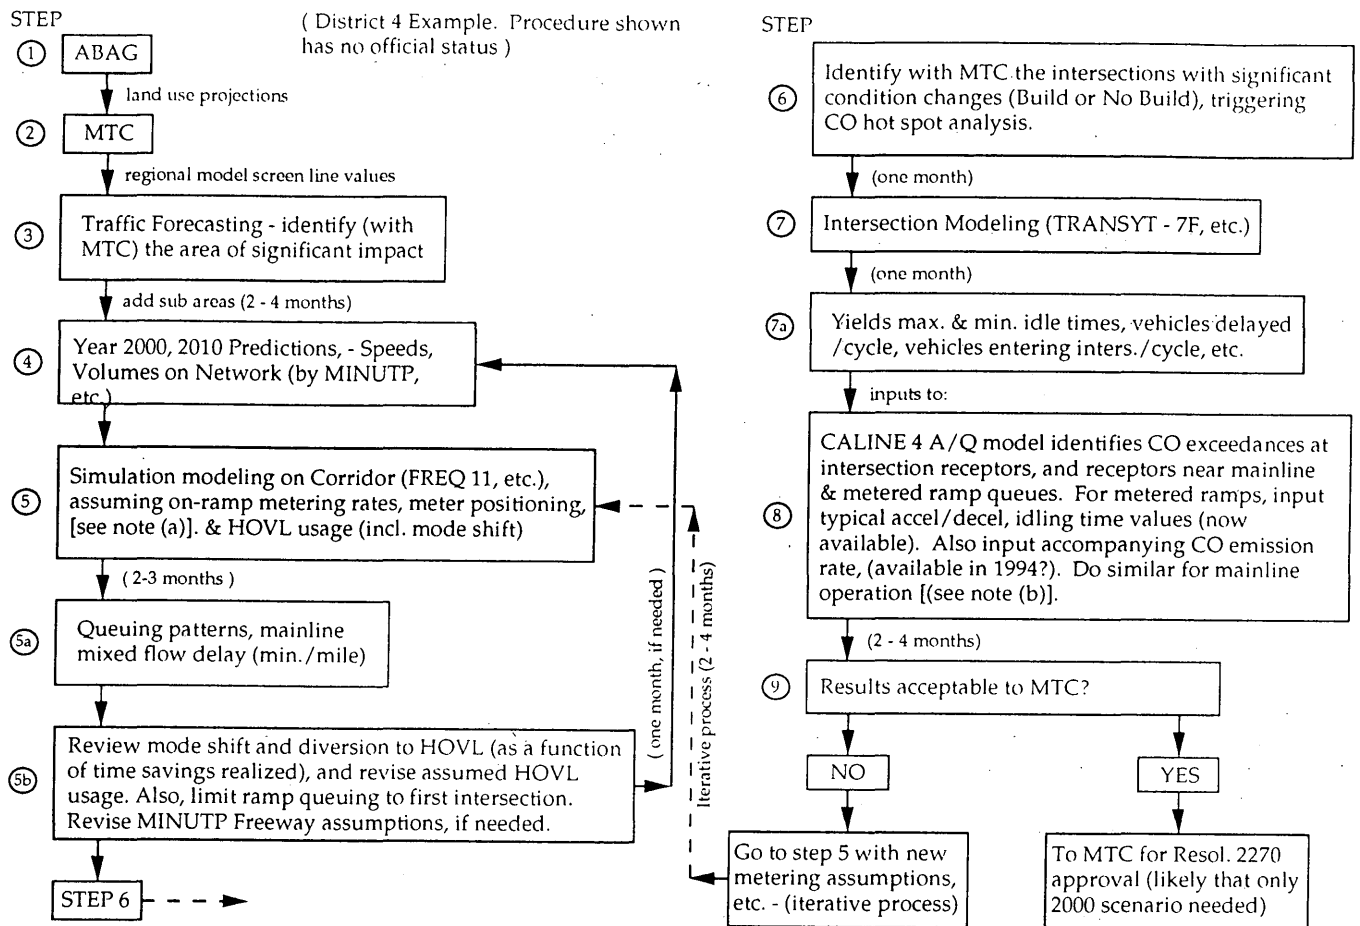 STEP
( District 4 Example. Procedure shown
has no official status )
1
ABAG
land use projections
2
MTC
regional model screen line values
3
Traffic Forecasting - identify (with
MTC) the area of significant impact
add sub areas (2 - 4 months)
4
Year 2000, 2010 Predictions, - Speeds,
Volumes on Network (by MINUTP,
etc.)
5
Simulation modeling on Corridor (FREQ 11, etc.),
assuming on-ramp metering rates, meter positioning,
[see note (a)]. & HOVL usage (incl. mode shift)
( 2-3 months )
5a
Queuing patterns, mainline
mixed flow delay (min./mile)
5b
Review mode shift and diversion to HOVL (as a function
of time savings realized), and revise assumed HOVL
usage. Also, limit ramp queuing to first intersection.
Revise MINUTP Freeway assumptions, if needed.
STEP 6
( one month, if needed )
Iterative process (2 - 4 months)
STEP
6
Identify with MTC the intersections with significant
condition changes (Build or No Build), triggering
CO hot spot analysis.
(one month)
7
Intersection Modeling (TRANSYT - 7F, etc.)
(one month)
7a
Yields max. & min. idle times, vehicles delayed
/cycle, vehicles entering inters./cycle, etc.
inputs to:
8
CALINE 4 A/Q model identifies CO exceedances at
intersection receptors, and receptors near mainline
& metered ramp queues. For metered ramps, input
typical accel/decel, idling time values (now
available). Also input accompanying CO emission
rate, (available in 1994?). Do similar for mainline
operation [(see note (b)].
(2 - 4 months)
9
Results acceptable to MTC?
NO
YES
Go to step 5 with new
metering assumptions,
etc. - (iterative process)
To MTC for Resol. 2270
approval (likely that only
2000 scenario needed)